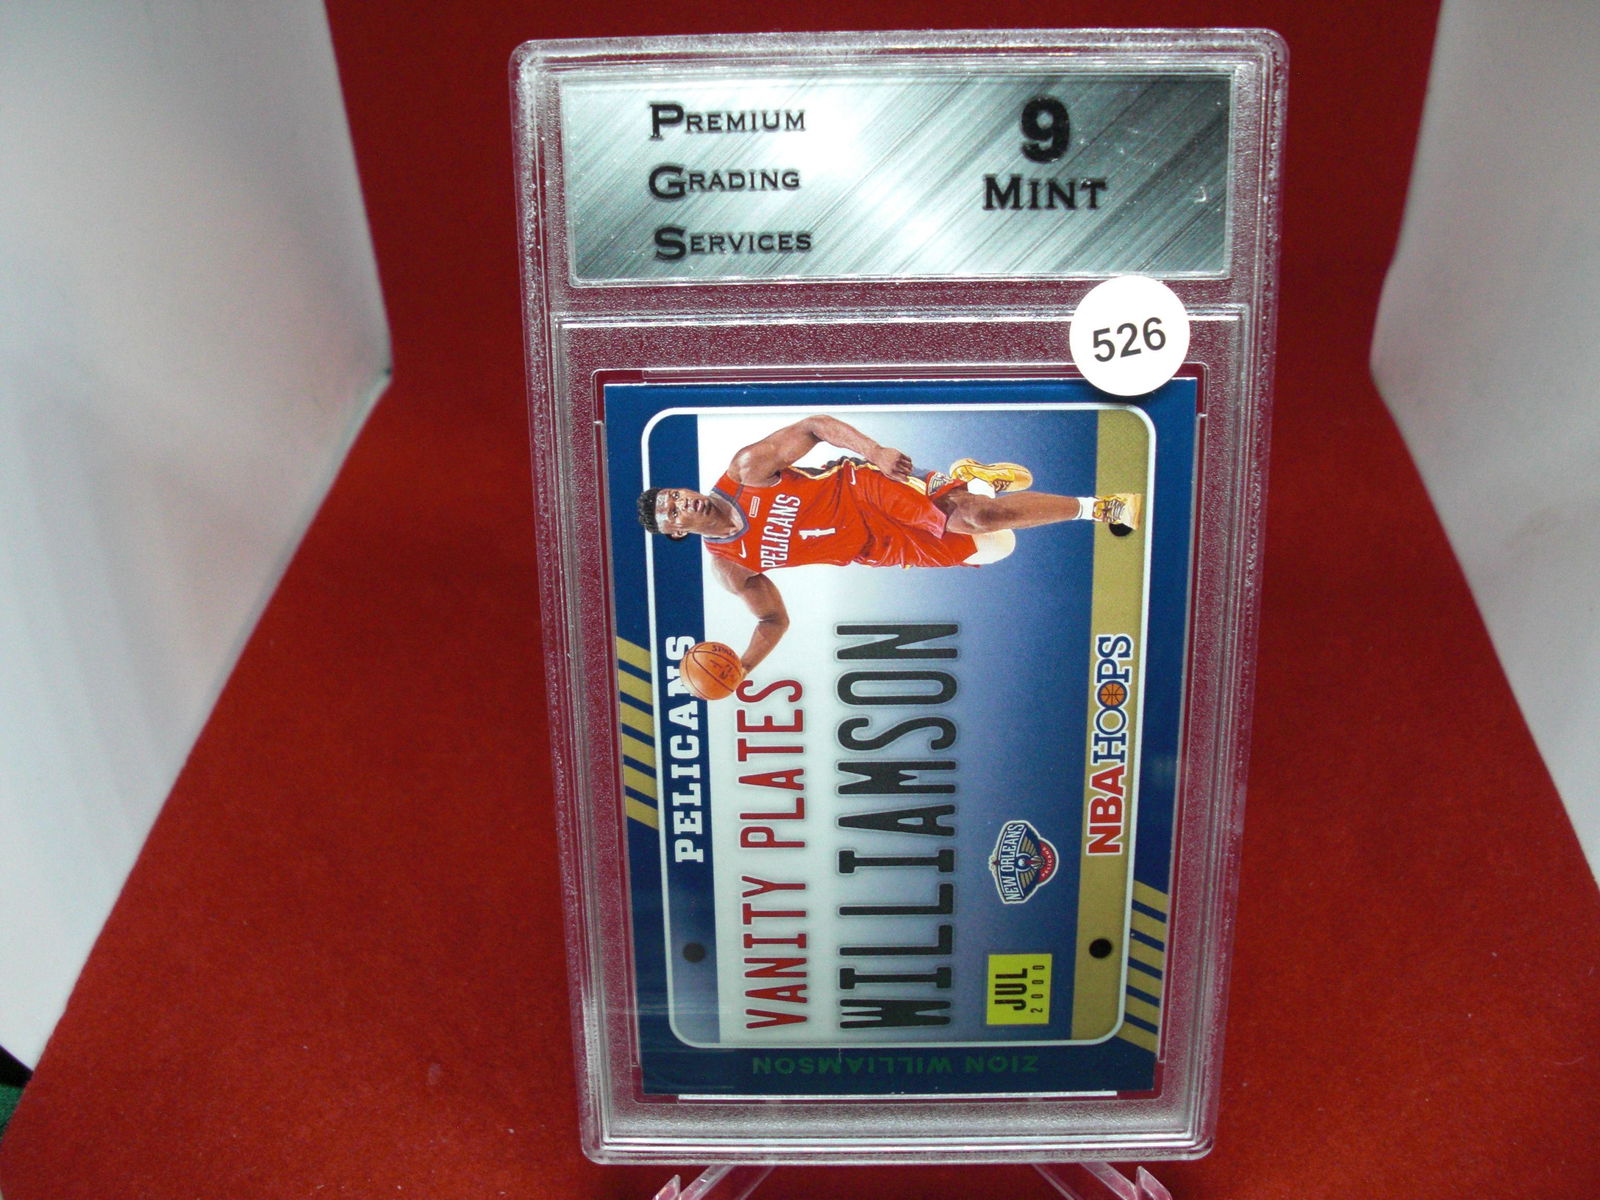 PREMIUM
GRADING
SERVICES
9
MINT
526
PELICANS
PELICANS
1
VANITY PLATES
WILLIAMSON
NEW ORLEANS
PELICANS
JUL
2000
NBA HOOPS
ZION WILLIAMSON